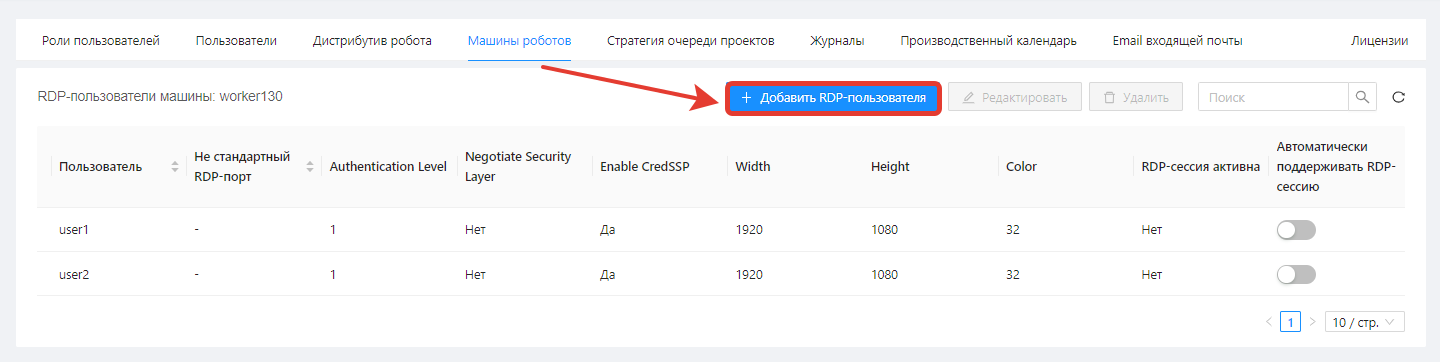 Роли пользователей Пользователи Дистрибутив робота Машины роботов Стратегия очереди проектов Журналы Производственный календарь Email входящей почты Лицензии
RDP-пользователи машины: worker130 + Добавить RDP-пользователя Редактировать Удалить Поиск
Пользователь Не стандартный RDP-порт Authentication Level Negotiate Security Layer Enable CredSSP Width Height Color RDP-сессия активна Автоматически поддерживать RDP-сессию
user1 - 1 Нет Да 1920 1080 32 Нет
user2 - 1 Нет Да 1920 1080 32 Нет
< 1 > 10 / стр.